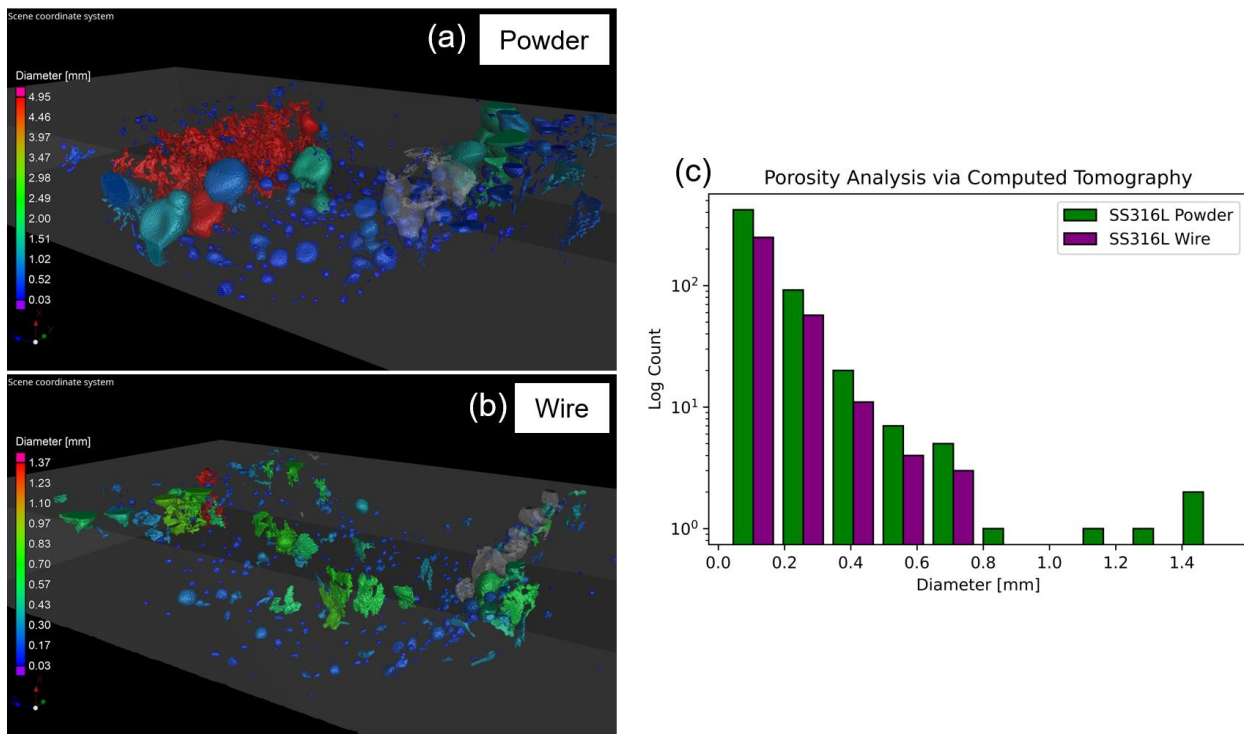 Scene coordinate system
(a)
Powder
Diameter [mm]
4.95
4.46
3.97
3.47
2.98
2.49
2.00
1.51
1.02
0.52
0.03
Scene coordinate system
(b)
Wire
Diameter [mm]
1.37
1.23
1.10
0.97
0.83
0.70
0.57
0.43
0.30
0.17
0.03
(c)
Porosity Analysis via Computed Tomography
SS316L Powder
SS316L Wire
Log Count
10²
10¹
10⁰
0.0 0.2 0.4 0.6 0.8 1.0 1.2 1.4
Diameter [mm]